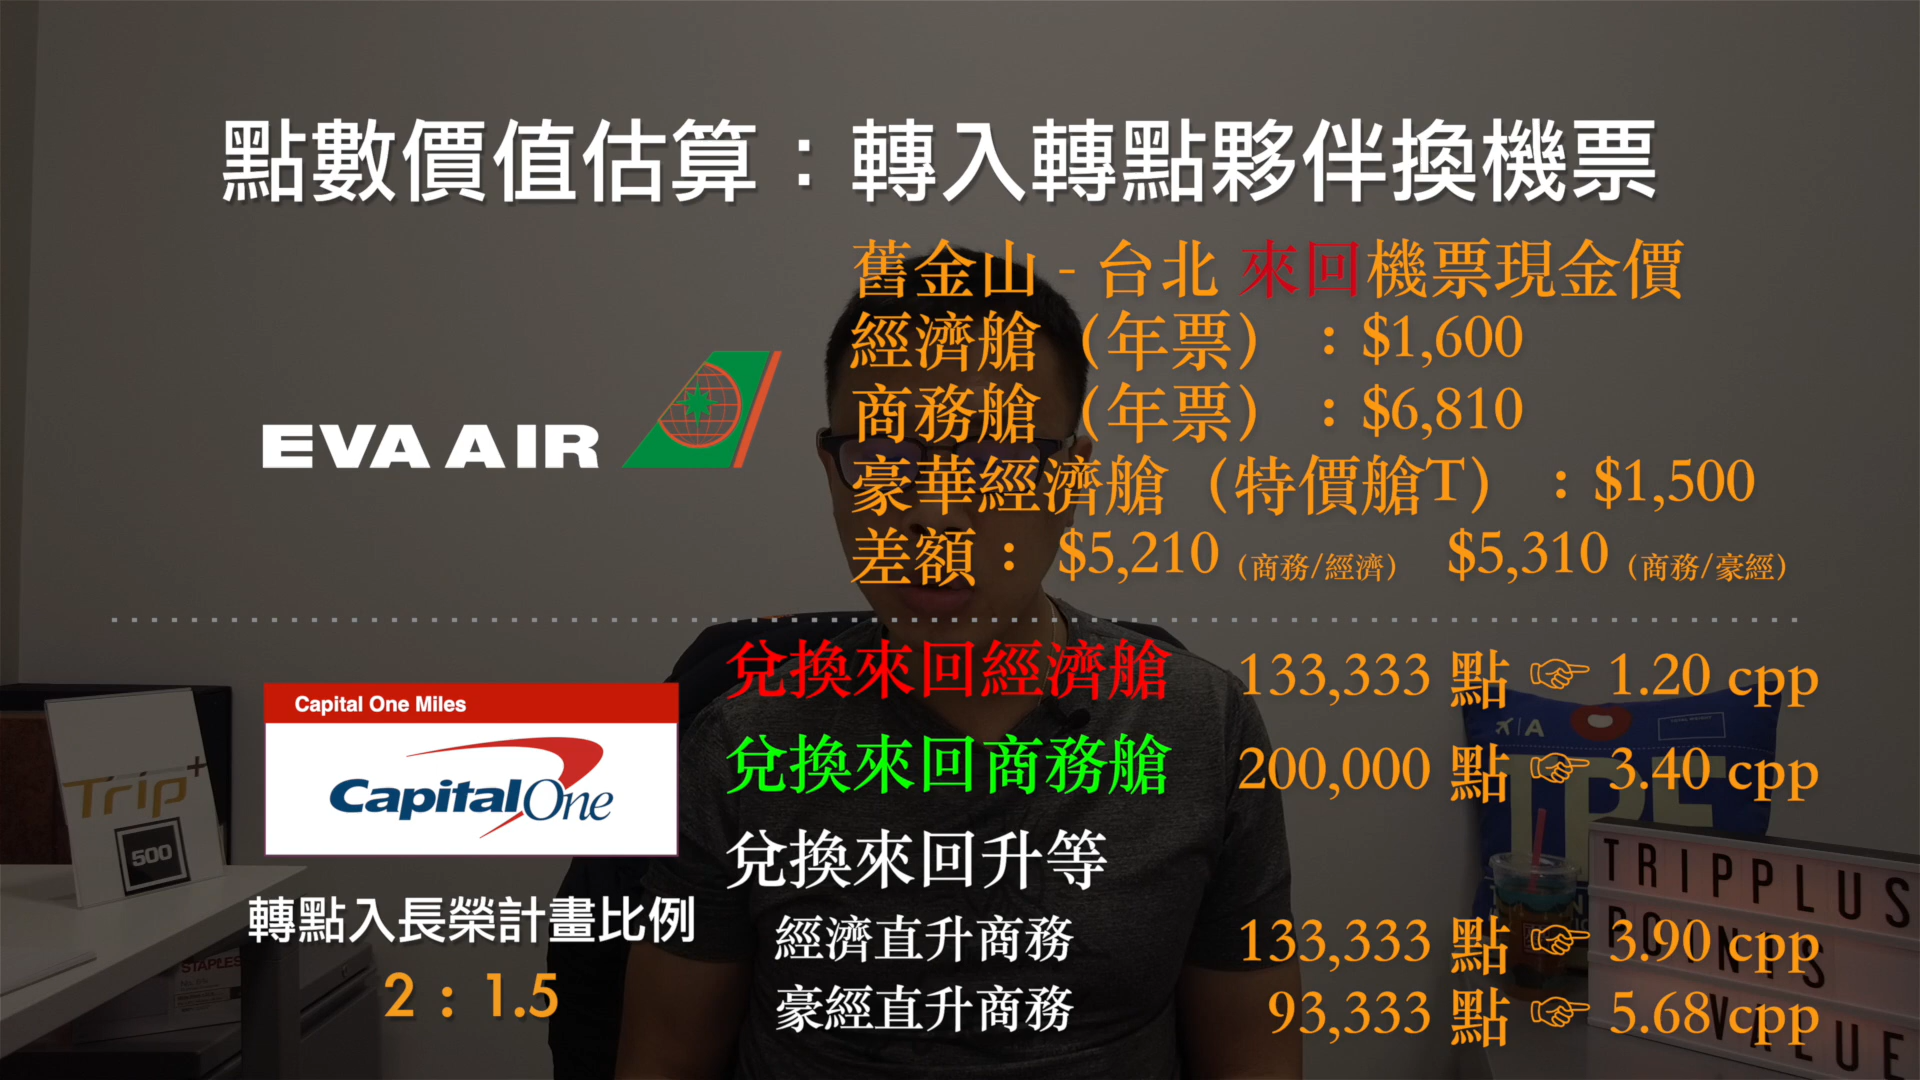 點數價值估算：轉入轉點夥伴換機票
舊金山 - 台北 來回機票現金價
經濟艙（年票）：$1,600
商務艙（年票）：$6,810
豪華經濟艙（特價艙T）：$1,500
差額： $5,210（商務/經濟） $5,310（商務/豪經）
EVA AIR
Capital One Miles
Capital One
轉點入長榮計畫比例
2 : 1.5
兌換來回經濟艙 133,333 點 ☞ 1.20 cpp
兌換來回商務艙 200,000 點 ☞ 3.40 cpp
兌換來回升等
經濟直升商務 133,333 點 ☞ 3.90 cpp
豪經直升商務 93,333 點 ☞ 5.68 cpp
Trip+
500
STAPLES
TPE
TRIPPLUS
POINTS
VALUE